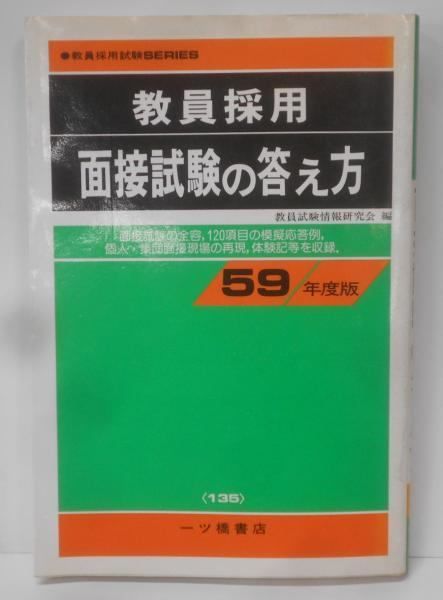 ●教員採用試験SERIES
教員採用
面接試験の答え方
教員試験情報研究会 編
面接試験の全容，120項目の模擬応答例，
個人・集団面接現場の再現，体験記等を収録。
59年度版
〈135〉
一ツ橋書店